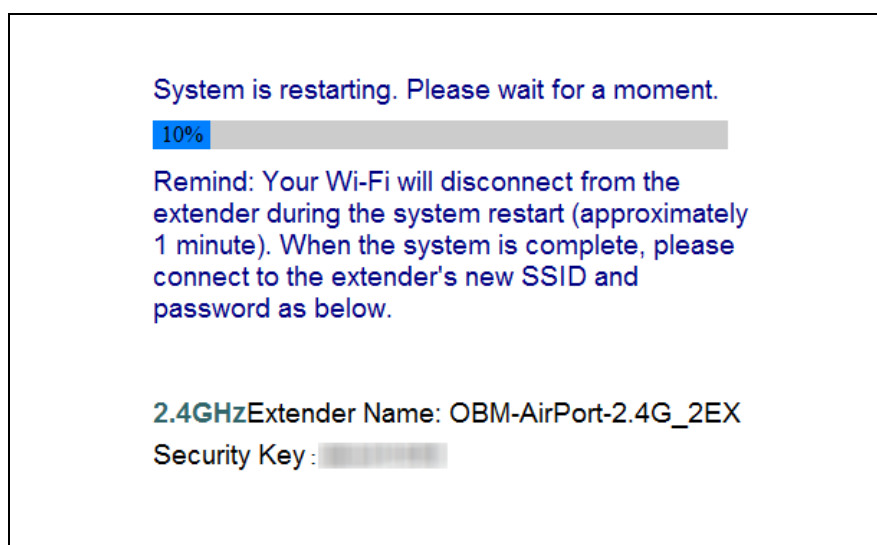 System is restarting. Please wait for a moment.
10%
Remind: Your Wi-Fi will disconnect from the
extender during the system restart (approximately
1 minute). When the system is complete, please
connect to the extender's new SSID and
password as below.
2.4GHzExtender Name: OBM-AirPort-2.4G_2EX
Security Key :